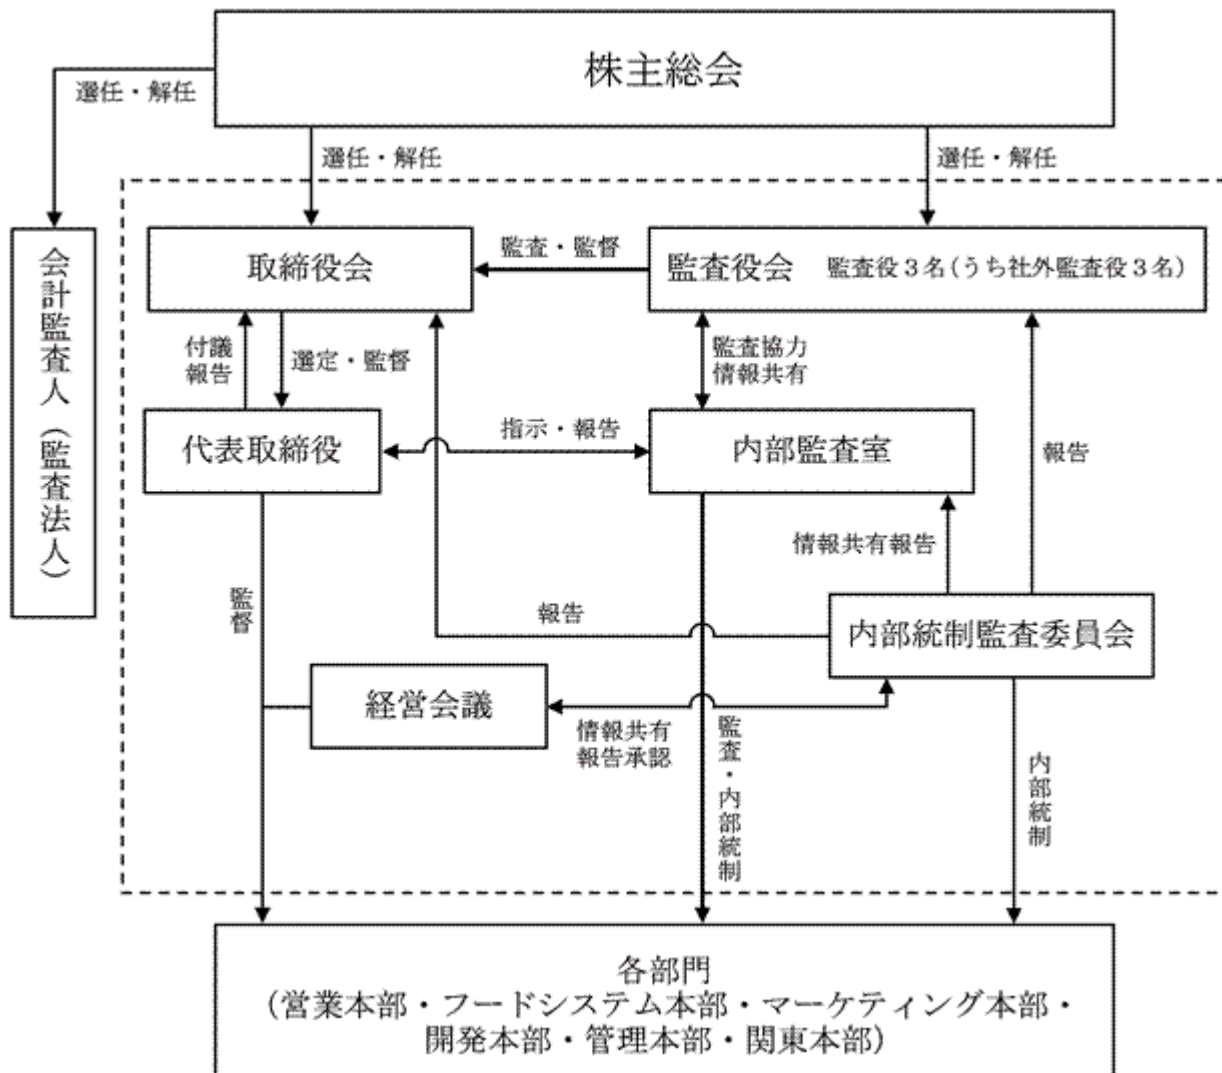 株主総会
選任・解任
選任・解任
選任・解任
会計監査人（監査法人）
取締役会
監査・監督
監査役会 監査役３名（うち社外監査役３名）
付議
報告
選定・監督
監査協力
情報共有
代表取締役
指示・報告
内部監査室
報告
情報共有報告
監督
報告
内部統制監査委員会
経営会議
情報共有
報告承認
監査・内部統制
内部統制
各部門
（営業本部・フードシステム本部・マーケティング本部・
開発本部・管理本部・関東本部）